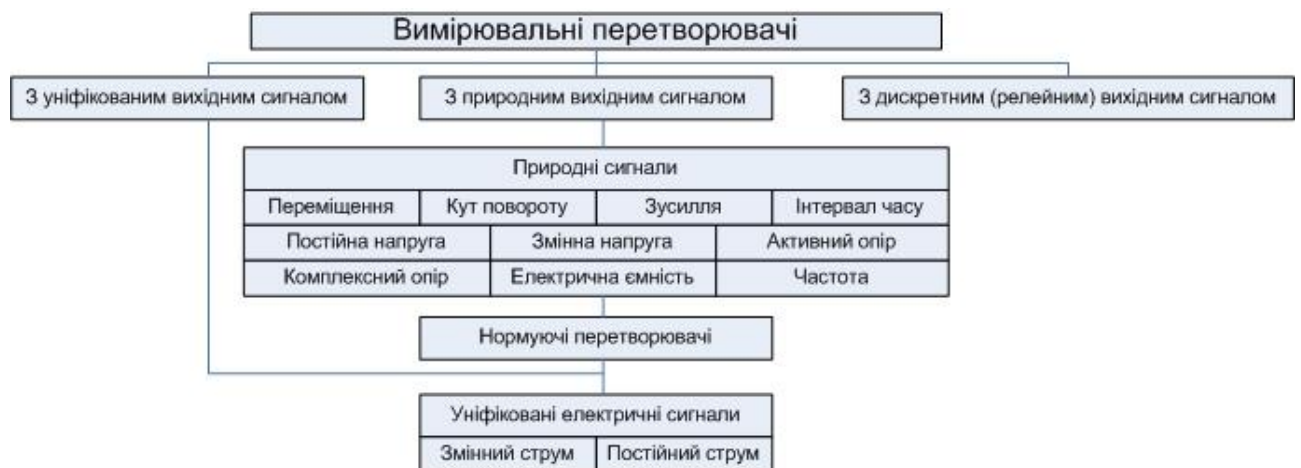 Вимірювальні перетворювачі
З уніфікованим вихідним сигналом
З природним вихідним сигналом
З дискретним (релейним) вихідним сигналом
Природні сигнали
Переміщення
Кут повороту
Зусилля
Інтервал часу
Постійна напруга
Змінна напруга
Активний опір
Комплексний опір
Електрична ємність
Частота
Нормуючі перетворювачі
Уніфіковані електричні сигнали
Змінний струм
Постійний струм